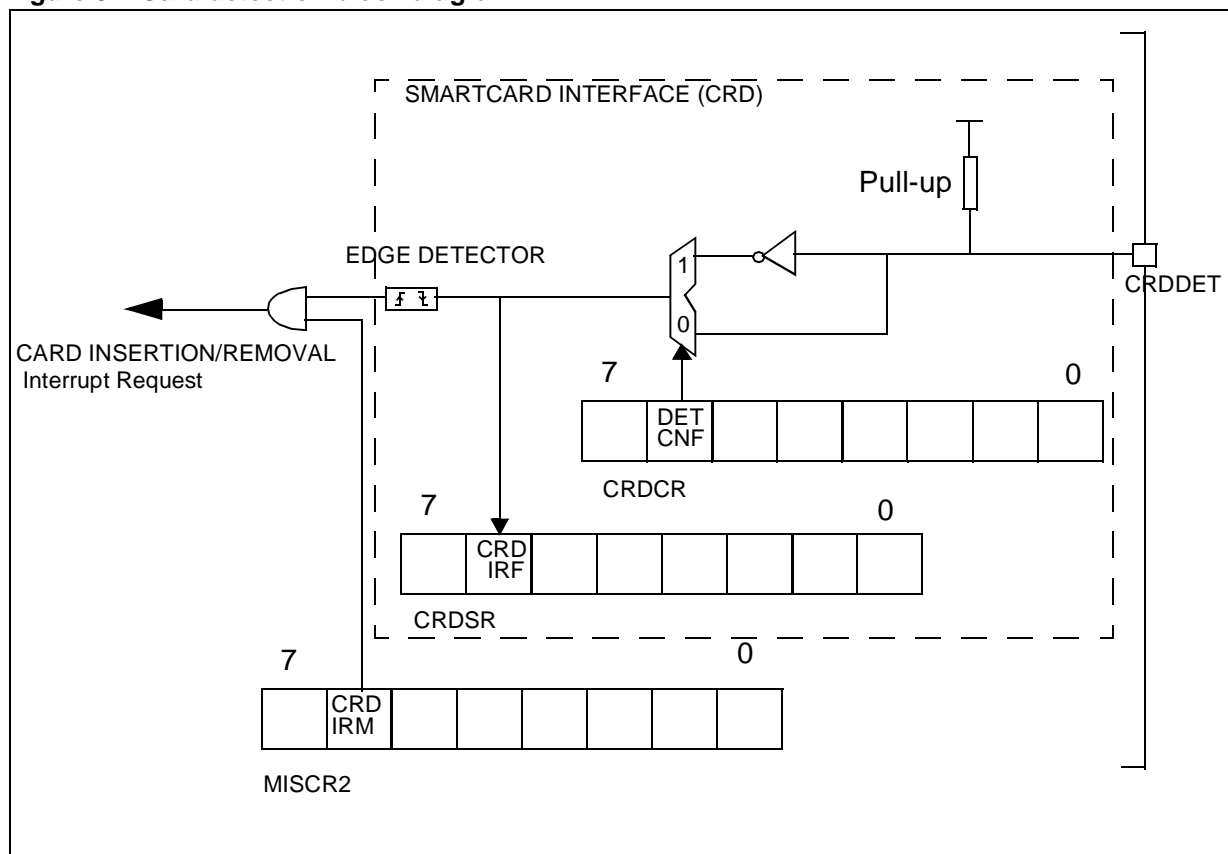 SMARTCARD INTERFACE (CRD)
Pull-up
EDGE DETECTOR
1
CRDDET
0
CARD INSERTION/REMOVAL
Interrupt Request
7
0
DET
CNF
CRDCR
7
0
CRD
IRF
CRDSR
7
0
CRD
IRM
MISCR2